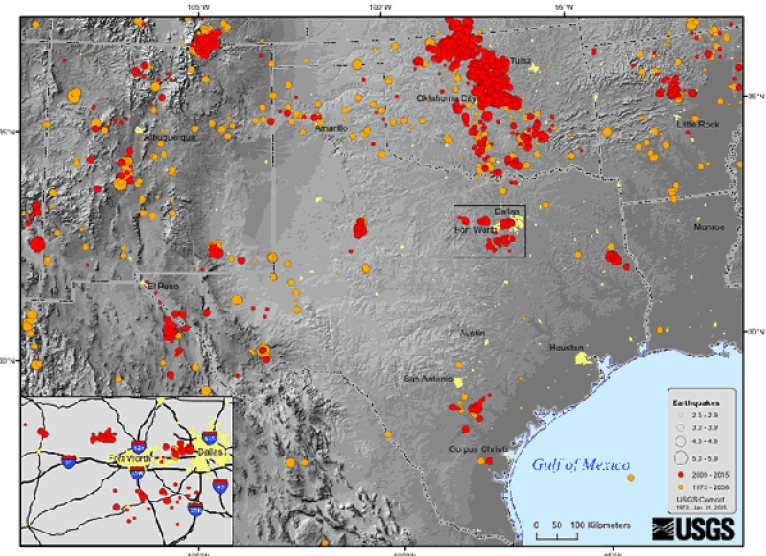 105°W
100°W
95°W
Tulsa
Oklahoma City
Amarillo
Albuquerque
Little Rock
Dallas
Fort Worth
Monroe
El Paso
Austin
Houston
San Antonio
Corpus Christi
Gulf of Mexico
Fort Worth
Dallas
Earthquakes
2.5 - 2.9
3.0 - 3.9
4.0 - 4.9
5.0 - 5.9
2009 - 2015
1973 - 2008
USGS Comcat
0 50 100 Kilometers
USGS